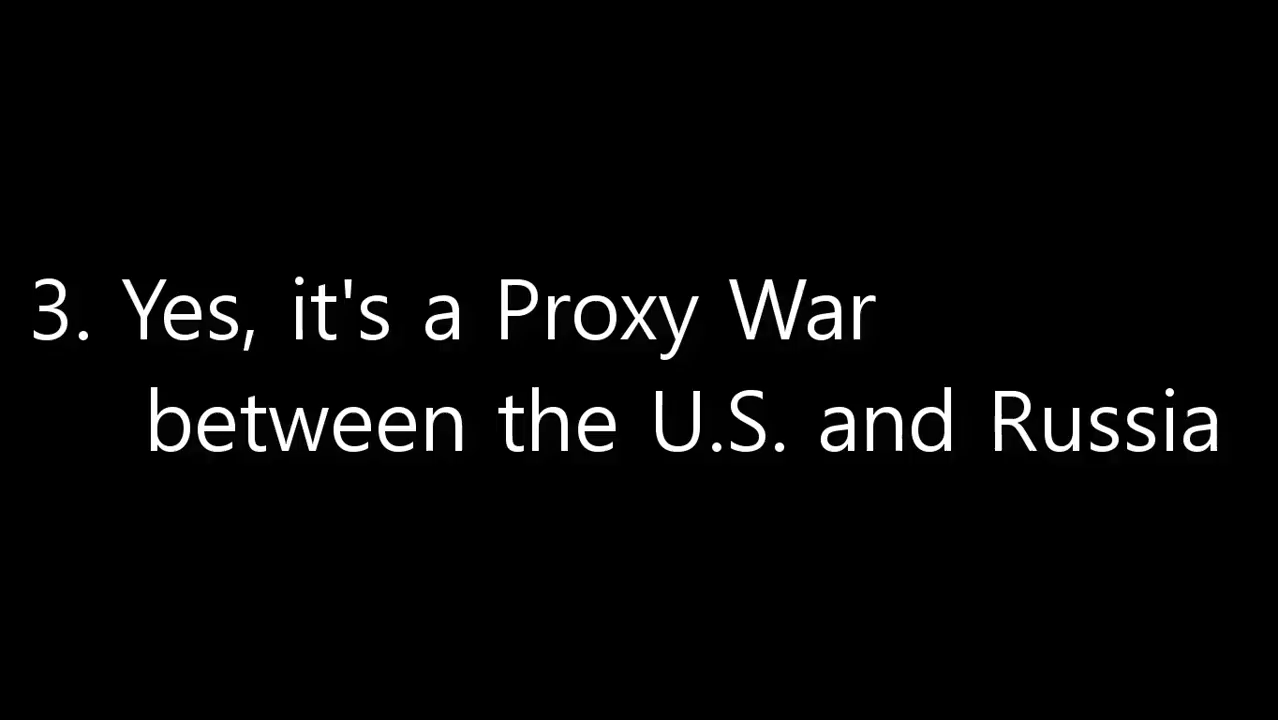 3. Yes, it's a Proxy War
between the U.S. and Russia